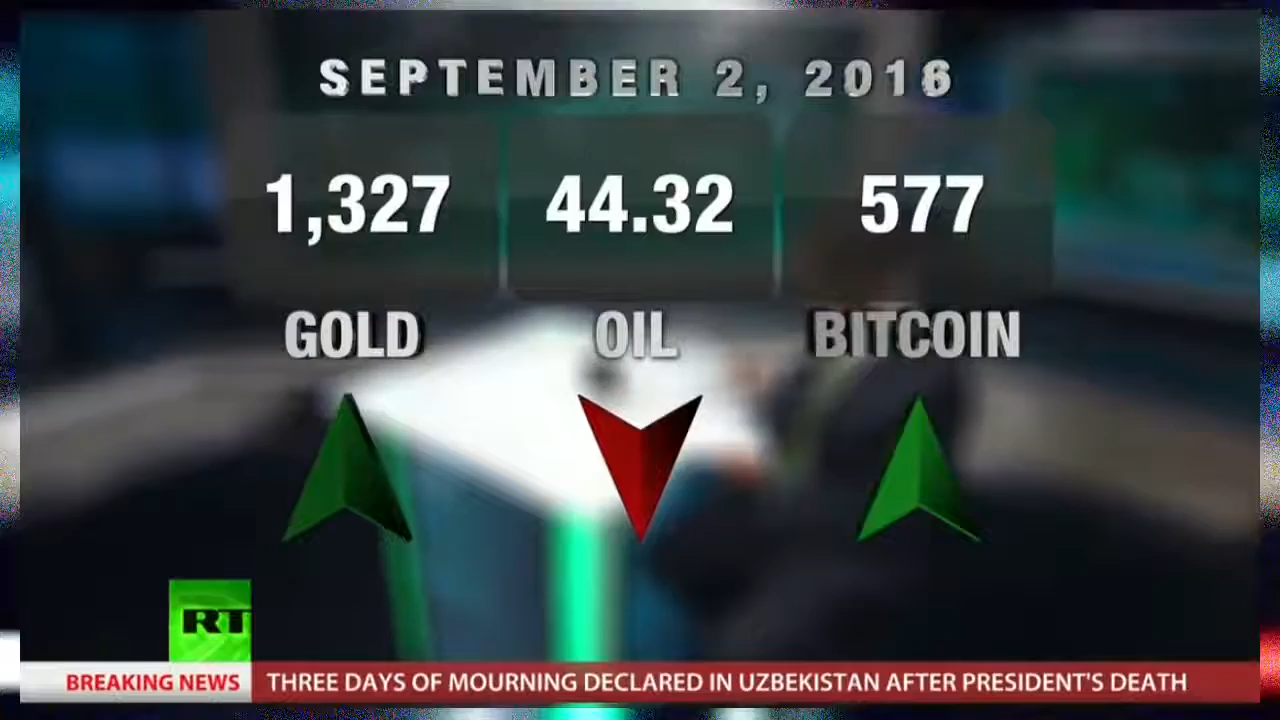 SEPTEMBER 2, 2016
1,327 44.32 577
GOLD OIL BITCOIN
RT
BREAKING NEWS THREE DAYS OF MOURNING DECLARED IN UZBEKISTAN AFTER PRESIDENT'S DEATH